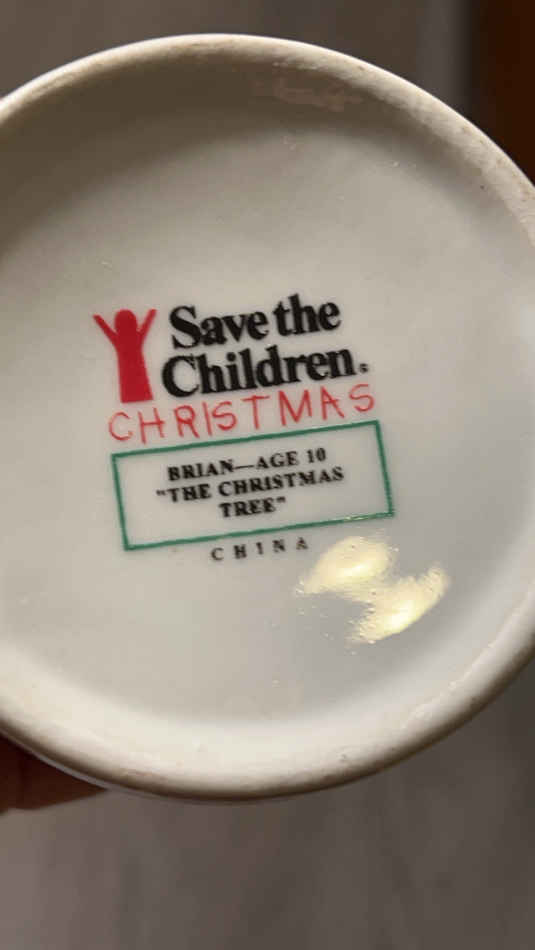 Save the
Children.
CHRISTMAS
BRIAN—AGE 10
"THE CHRISTMAS
TREE"
CHINA